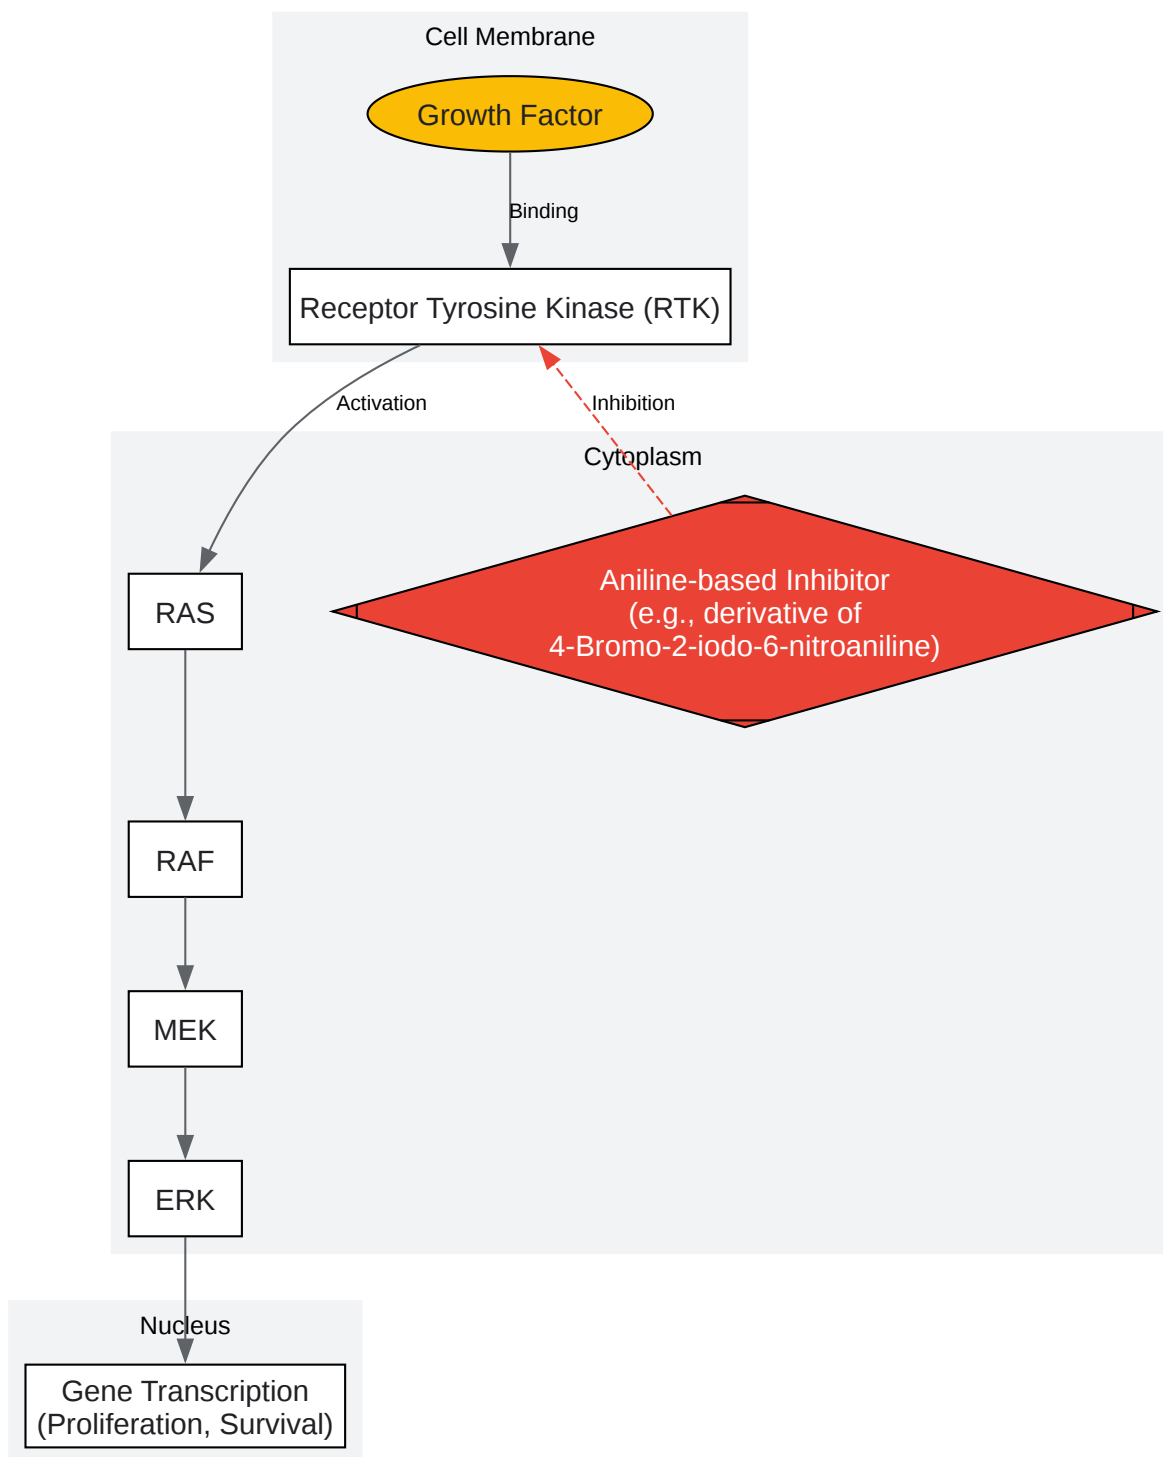 Cell Membrane
Growth Factor
Binding
Receptor Tyrosine Kinase (RTK)
Activation
Inhibition
Cytoplasm
Aniline-based Inhibitor
(e.g., derivative of
4-Bromo-2-iodo-6-nitroaniline)
RAS
RAF
MEK
ERK
Nucleus
Gene Transcription
(Proliferation, Survival)